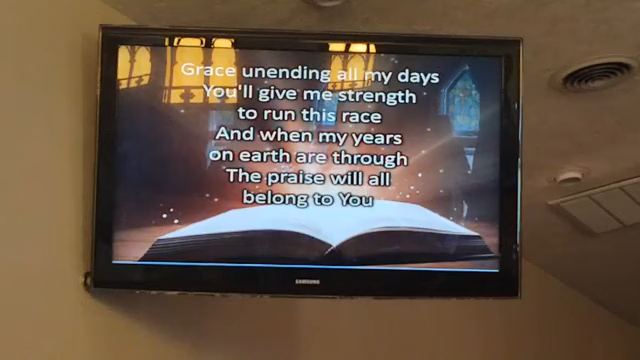 Grace unending all my days
You'll give me strength
to run this race
And when my years
on earth are through
The praise will all
belong to You
SAMSUNG